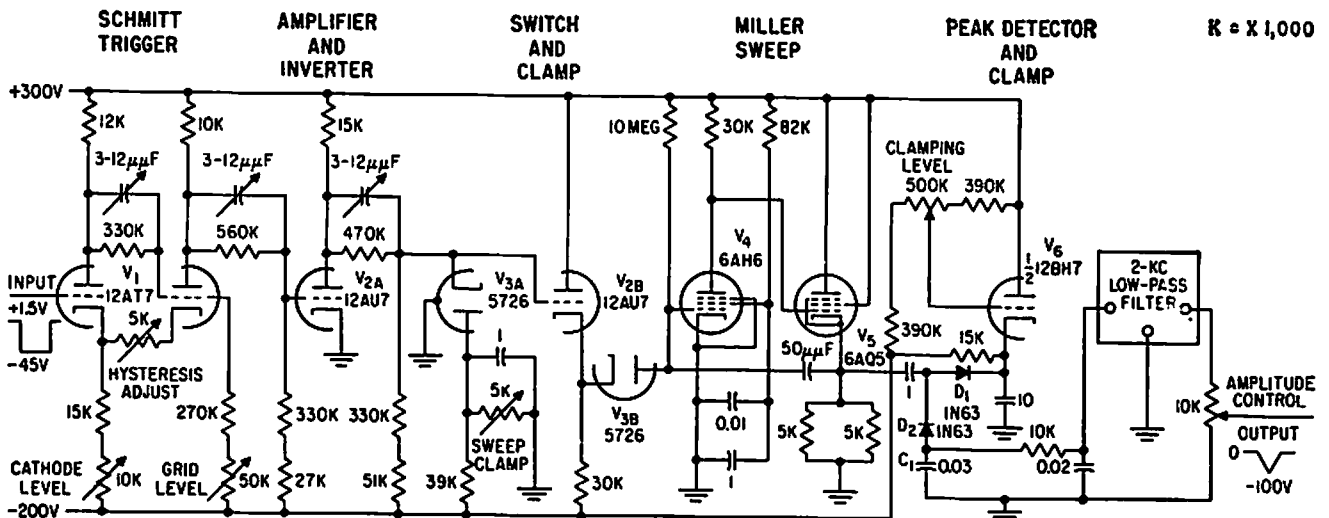 SCHMITT
TRIGGER
AMPLIFIER
AND
INVERTER
SWITCH
AND
CLAMP
MILLER
SWEEP
PEAK DETECTOR
AND
CLAMP
K = X 1,000
+300V
12K
10K
15K
10 MEG
30K
82K
3-12μμF
3-12μμF
3-12μμF
CLAMPING
LEVEL
500K
390K
330K
560K
470K
V1
12AT7
V2A
12AU7
V3A
5726
V2B
12AU7
V4
6AH6
V5
6AQ5
V6
1/2
12BH7
2-KC
LOW-PASS
FILTER
INPUT
+1.5V
-45V
5K
HYSTERESIS
ADJUST
1
5K
SWEEP
CLAMP
V3B
5726
50μμF
390K
15K
1
D1
1N63
10
D2
1N63
10K
C1
0.03
0.02
10K
AMPLITUDE
CONTROL
OUTPUT
0
-100V
15K
270K
330K
330K
0.01
1
5K
5K
CATHODE
LEVEL
10K
GRID
LEVEL
50K
27K
51K
39K
30K
-200V